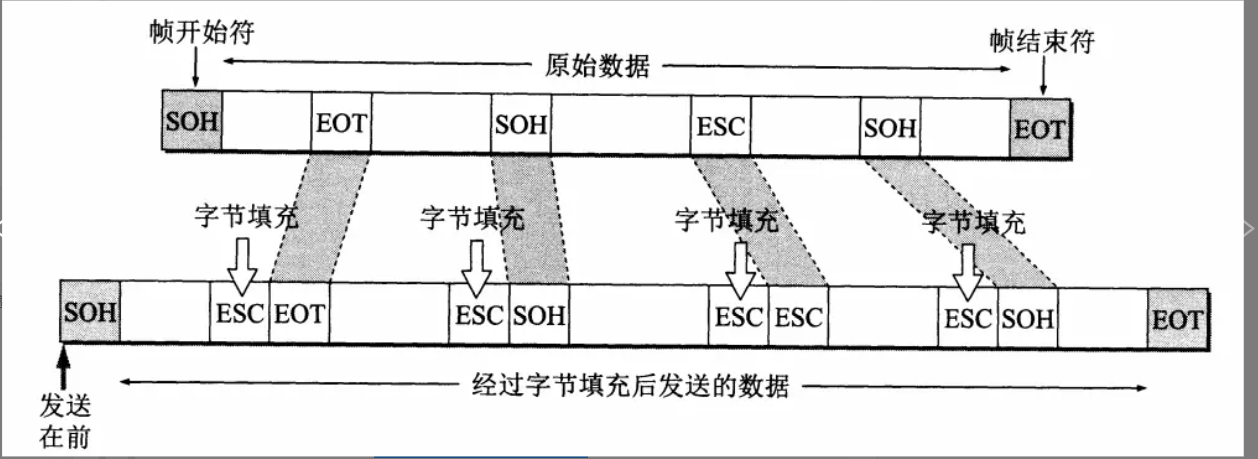 帧开始符
帧结束符
原始数据
SOH EOT SOH ESC SOH EOT
字节填充 字节填充 字节填充 字节填充
SOH ESC EOT ESC SOH ESC ESC ESC SOH EOT
经过字节填充后发送的数据
发送
在前